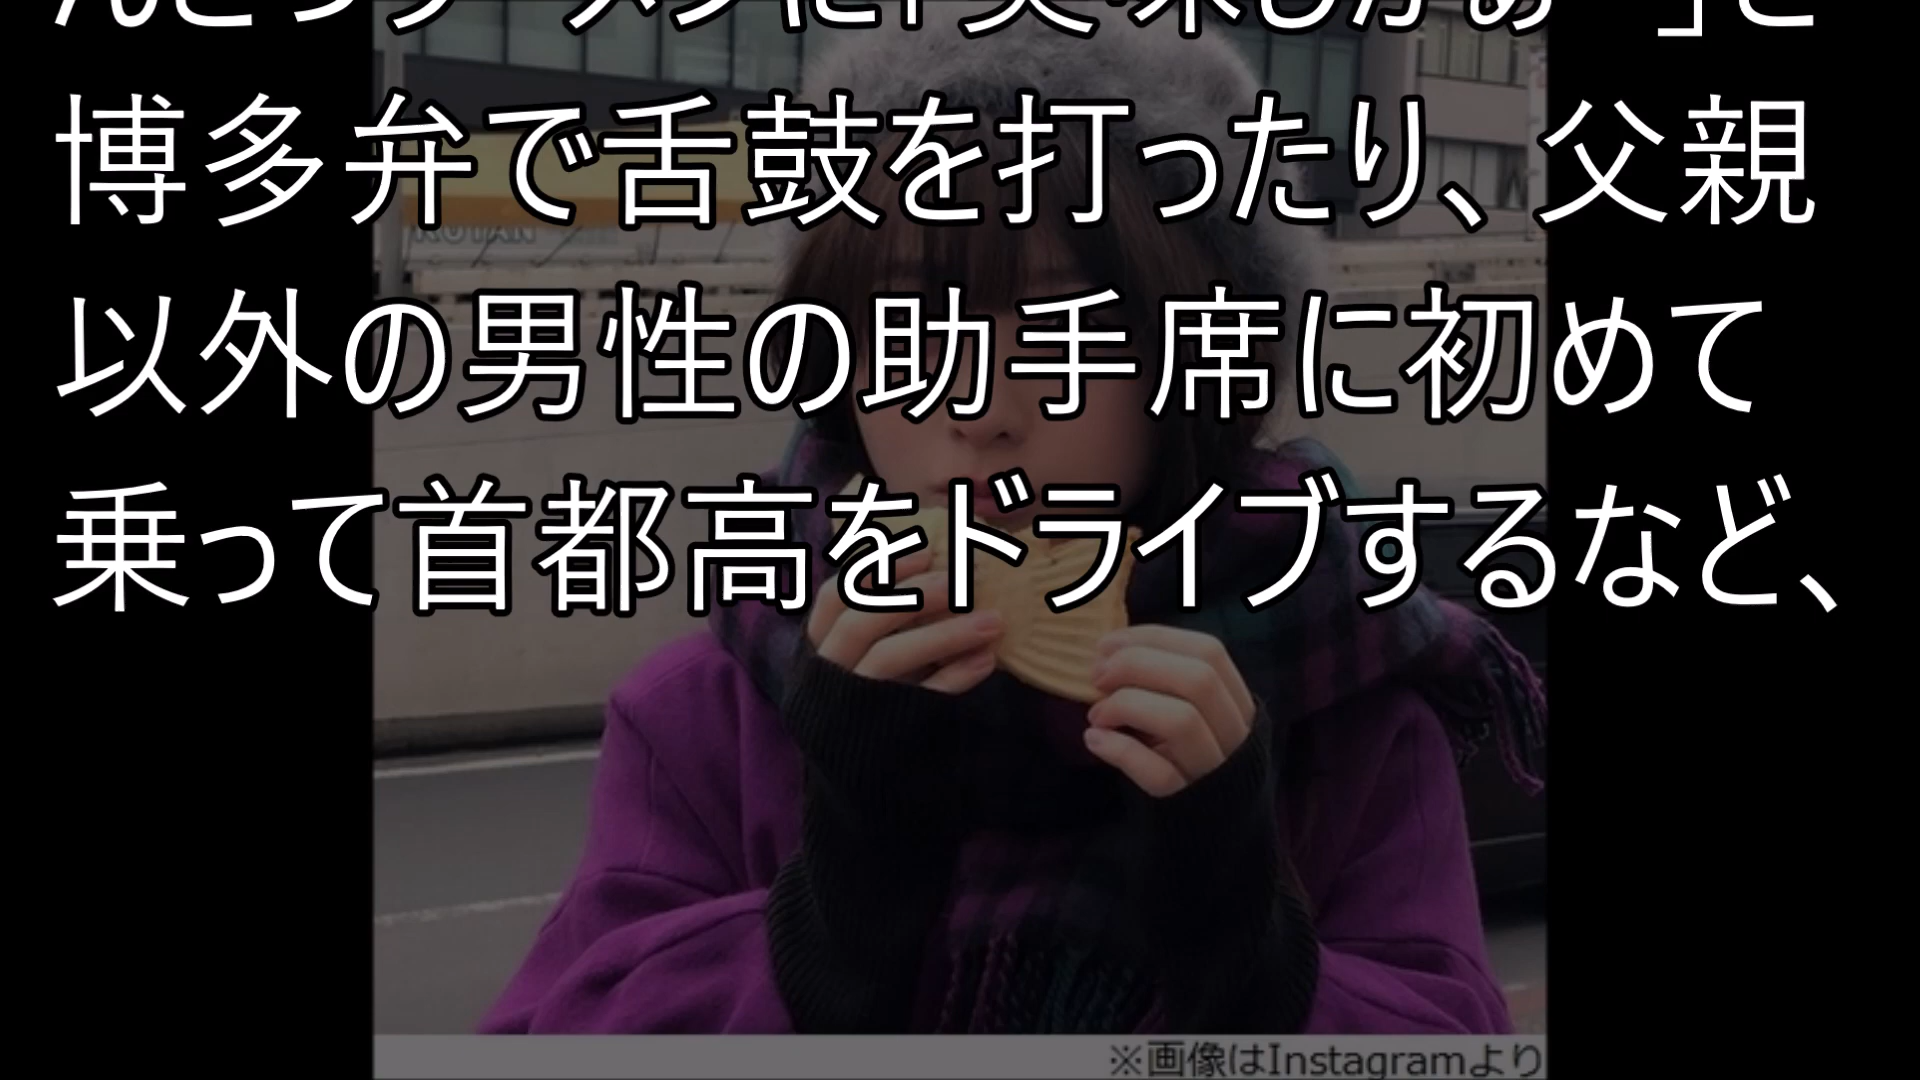 博多弁で舌鼓を打ったり、父親
以外の男性の助手席に初めて
乗って首都高をドライブするなど、
※画像はInstagramより